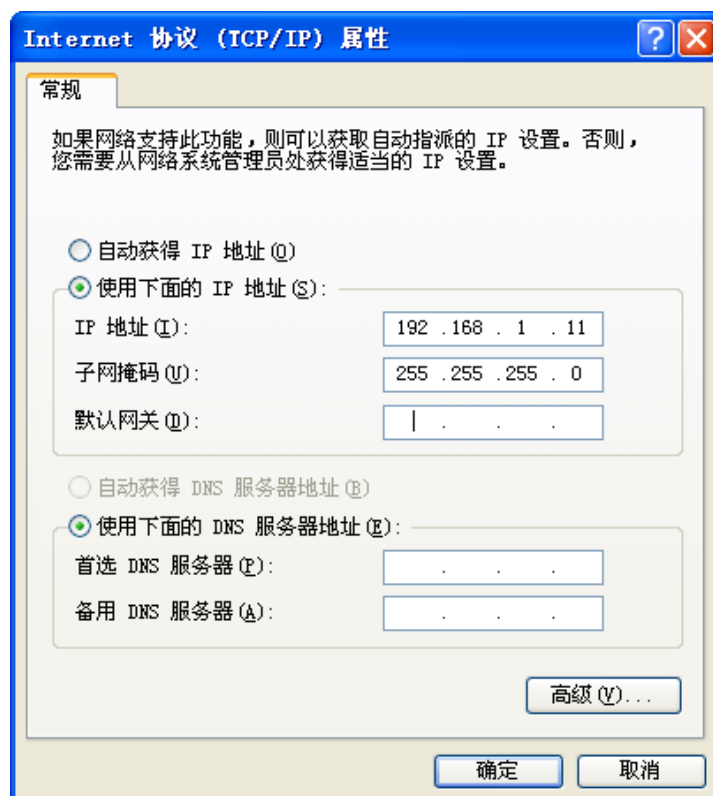 Internet 协议 (TCP/IP) 属性
常规
如果网络支持此功能，则可以获取自动指派的 IP 设置。否则，
您需要从网络系统管理员处获得适当的 IP 设置。
自动获得 IP 地址(O)
使用下面的 IP 地址(S):
IP 地址(I): 192 .168 . 1 . 11
子网掩码(U): 255 .255 .255 . 0
默认网关(D): . . .
自动获得 DNS 服务器地址(B)
使用下面的 DNS 服务器地址(E):
首选 DNS 服务器(P): . . .
备用 DNS 服务器(A): . . .
高级(V)...
确定 取消